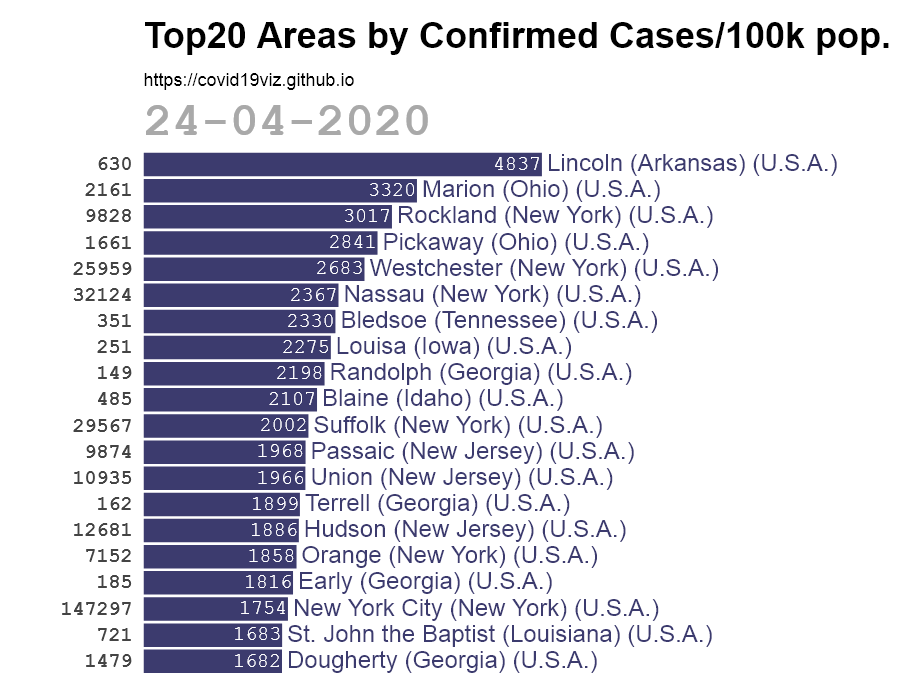 Top20 Areas by Confirmed Cases/100k pop.
https://covid19viz.github.io
24-04-2020
630 4837 Lincoln (Arkansas) (U.S.A.)
2161 3320 Marion (Ohio) (U.S.A.)
9828 3017 Rockland (New York) (U.S.A.)
1661 2841 Pickaway (Ohio) (U.S.A.)
25959 2683 Westchester (New York) (U.S.A.)
32124 2367 Nassau (New York) (U.S.A.)
351 2330 Bledsoe (Tennessee) (U.S.A.)
251 2275 Louisa (Iowa) (U.S.A.)
149 2198 Randolph (Georgia) (U.S.A.)
485 2107 Blaine (Idaho) (U.S.A.)
29567 2002 Suffolk (New York) (U.S.A.)
9874 1968 Passaic (New Jersey) (U.S.A.)
10935 1966 Union (New Jersey) (U.S.A.)
162 1899 Terrell (Georgia) (U.S.A.)
12681 1886 Hudson (New Jersey) (U.S.A.)
7152 1858 Orange (New York) (U.S.A.)
185 1816 Early (Georgia) (U.S.A.)
147297 1754 New York City (New York) (U.S.A.)
721 1683 St. John the Baptist (Louisiana) (U.S.A.)
1479 1682 Dougherty (Georgia) (U.S.A.)